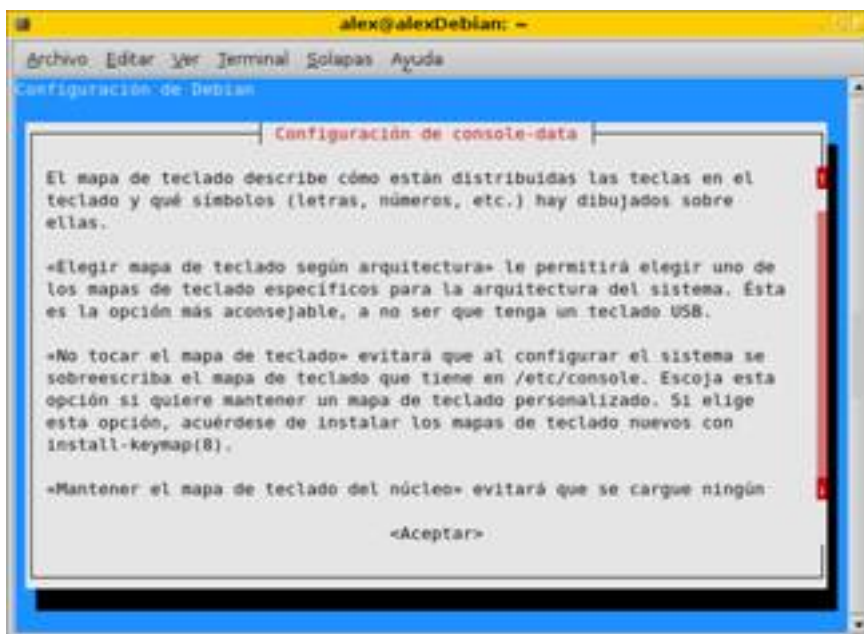 alex@alexDebian: ~
Archivo Editar Ver Terminal Solapas Ayuda
Configuración de Debian
Configuración de console-data
El mapa de teclado describe cómo están distribuidas las teclas en el
teclado y qué símbolos (letras, números, etc.) hay dibujados sobre
ellas.
«Elegir mapa de teclado según arquitectura» le permitirá elegir uno de
los mapas de teclado específicos para la arquitectura del sistema. Ésta
es la opción más aconsejable, a no ser que tenga un teclado USB.
«No tocar el mapa de teclado» evitará que al configurar el sistema se
sobreescriba el mapa de teclado que tiene en /etc/console. Escoja esta
opción si quiere mantener un mapa de teclado personalizado. Si elige
esta opción, acuérdese de instalar los mapas de teclado nuevos con
install-keymap(8).
«Mantener el mapa de teclado del núcleo» evitará que se cargue ningún
<Aceptar>